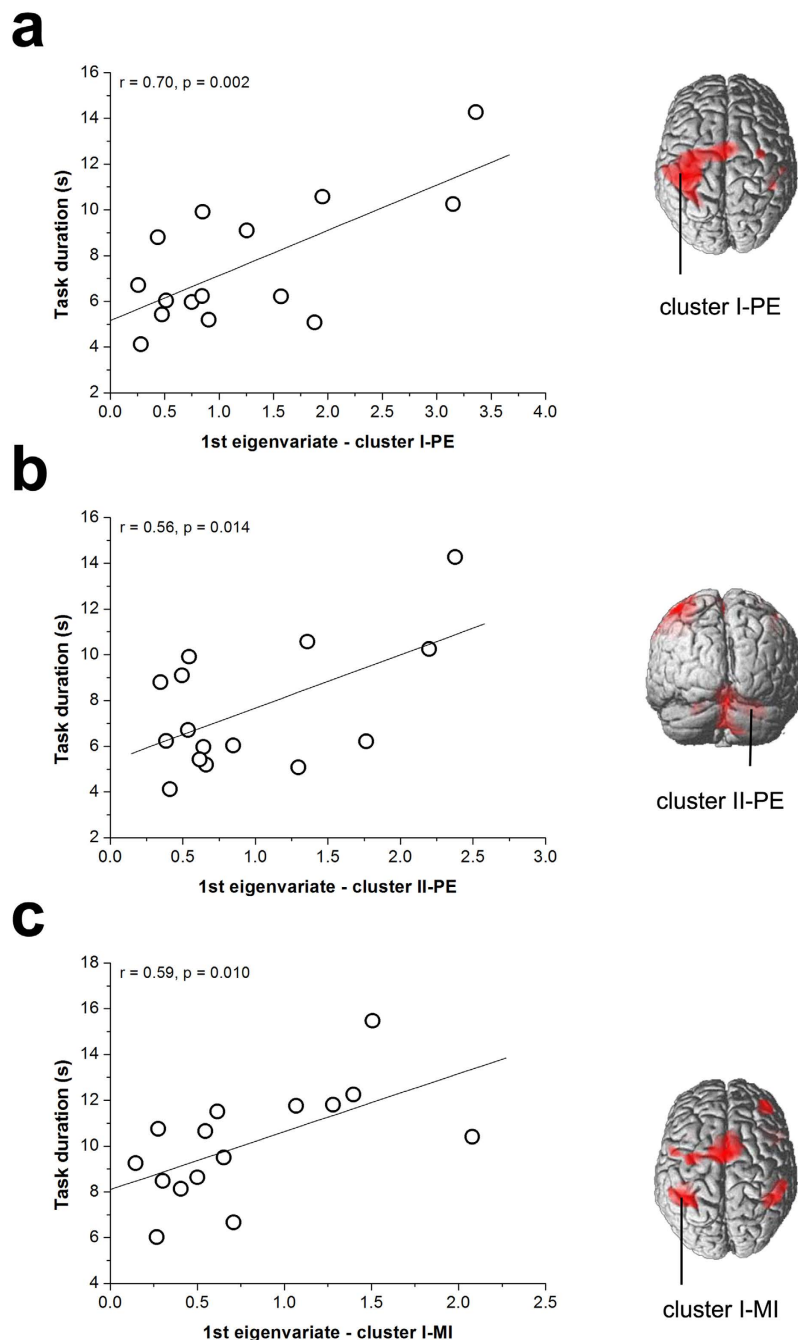 a
r = 0.70, p = 0.002
16
14
12
10
8
6
4
2
Task duration (s)
0.0 0.5 1.0 1.5 2.0 2.5 3.0 3.5 4.0
1st eigenvariate - cluster I-PE
cluster I-PE
b
r = 0.56, p = 0.014
16
14
12
10
8
6
4
2
Task duration (s)
0.0 0.5 1.0 1.5 2.0 2.5 3.0
1st eigenvariate - cluster II-PE
cluster II-PE
c
r = 0.59, p = 0.010
18
16
14
12
10
8
6
4
Task duration (s)
0.0 0.5 1.0 1.5 2.0 2.5
1st eigenvariate - cluster I-MI
cluster I-MI